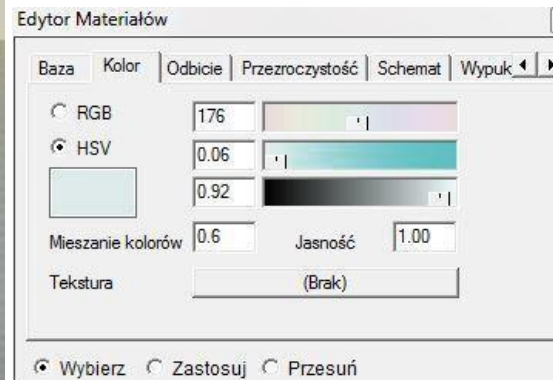 Edytor Materiałów
Baza Kolor Odbicie Przezroczystość Schemat Wypuk
RGB 176
HSV 0.06
0.92
Mieszanie kolorów 0.6 Jasność 1.00
Tekstura (Brak)
Wybierz Zastosuj Przesuń